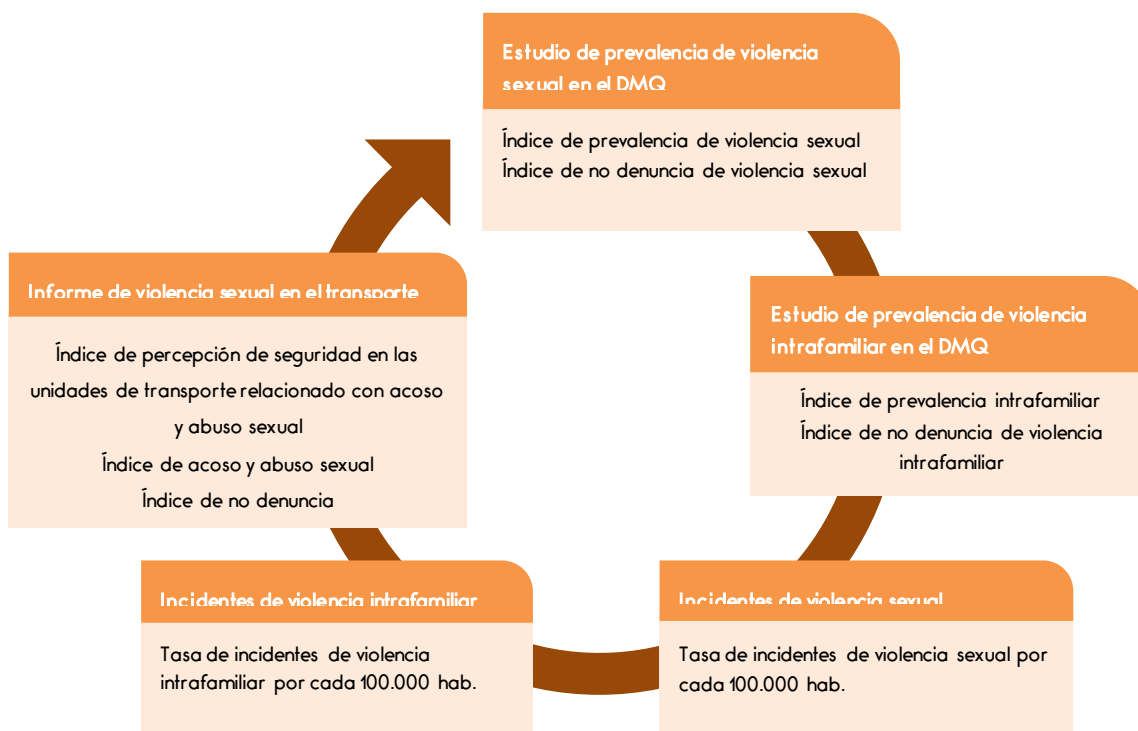 Estudio de prevalencia de violencia
sexual en el DMQ
Índice de prevalencia de violencia sexual
Índice de no denuncia de violencia sexual
Estudio de prevalencia de violencia
intrafamiliar en el DMQ
Índice de prevalencia intrafamiliar
Índice de no denuncia de violencia
intrafamiliar
Incidentes de violencia sexual
Tasa de incidentes de violencia sexual por
cada 100.000 hab.
Incidentes de violencia intrafamiliar
Tasa de incidentes de violencia
intrafamiliar por cada 100.000 hab.
Informe de violencia sexual en el transporte
Índice de percepción de seguridad en las
unidades de transporte relacionado con acoso
y abuso sexual
Índice de acoso y abuso sexual
Índice de no denuncia